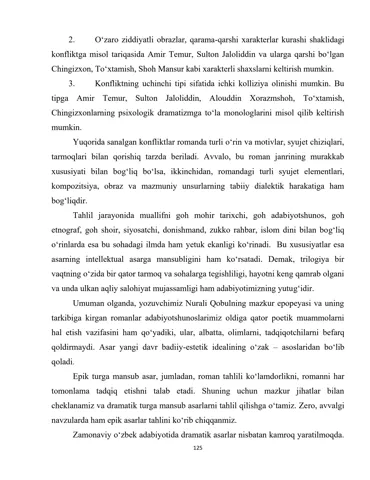 2. O‘zaro ziddiyatli obrazlar, qarama-qarshi xarakterlar kurashi shaklidagi
konfliktga misol tariqasida Amir Temur, Sulton Jaloliddin va ularga qarshi bo‘lgan
Chingizxon, To‘xtamish, Shoh Mansur kabi xarakterli shaxslarni keltirish mumkin.
3. Konfliktning uchinchi tipi sifatida ichki kolliziya olinishi mumkin. Bu
tipga Amir Temur, Sulton Jaloliddin, Alouddin Xorazmshoh, To‘xtamish,
Chingizxonlarning psixologik dramatizmga to‘la monologlarini misol qilib keltirish
mumkin.
Yuqorida sanalgan konfliktlar romanda turli o‘rin va motivlar, syujet chiziqlari,
tarmoqlari bilan qorishiq tarzda beriladi. Avvalo, bu roman janrining murakkab
xususiyati bilan bog‘liq bo‘lsa, ikkinchidan, romandagi turli syujet elementlari,
kompozitsiya, obraz va mazmuniy unsurlarning tabiiy dialektik harakatiga ham
bog‘liqdir.
Tahlil jarayonida muallifni goh mohir tarixchi, goh adabiyotshunos, goh
etnograf, goh shoir, siyosatchi, donishmand, zukko rahbar, islom dini bilan bog‘liq
o‘rinlarda esa bu sohadagi ilmda ham yetuk ekanligi ko‘rinadi. Bu xususiyatlar esa
asarning intellektual asarga mansubligini ham ko‘rsatadi. Demak, trilogiya bir
vaqtning o‘zida bir qator tarmoq va sohalarga tegishliligi, hayotni keng qamrab olgani
va unda ulkan aqliy salohiyat mujassamligi ham adabiyotimizning yutug‘idir.
Umuman olganda, yozuvchimiz Nurali Qobulning mazkur epopeyasi va uning
tarkibiga kirgan romanlar adabiyotshunoslarimiz oldiga qator poetik muammolarni
hal etish vazifasini ham qo‘yadiki, ular, albatta, olimlarni, tadqiqotchilarni befarq
qoldirmaydi. Asar yangi davr badiiy-estetik idealining o‘zak – asoslaridan bo‘lib
qoladi.
Epik turga mansub asar, jumladan, roman tahlili ko‘lamdorlikni, romanni har
tomonlama tadqiq etishni talab etadi. Shuning uchun mazkur jihatlar bilan
cheklanamiz va dramatik turga mansub asarlarni tahlil qilishga o‘tamiz. Zero, avvalgi
navzularda ham epik asarlar tahlini ko‘rib chiqqanmiz.
Zamonaviy o‘zbek adabiyotida dramatik asarlar nisbatan kamroq yaratilmoqda.
125